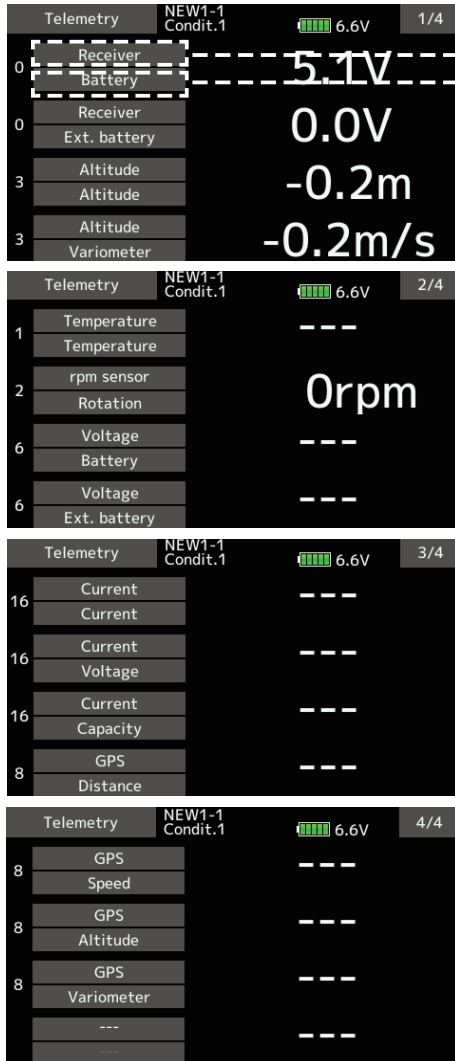 Telemetry NEW1-1 Condit.1 6.6V 1/4
0 Receiver Battery 5.1V
0 Receiver Ext. battery 0.0V
3 Altitude Altitude -0.2m
3 Altitude Variometer -0.2m/s
Telemetry NEW1-1 Condit.1 6.6V 2/4
1 Temperature Temperature ---
2 rpm sensor Rotation 0rpm
6 Voltage Battery ---
6 Voltage Ext. battery ---
Telemetry NEW1-1 Condit.1 6.6V 3/4
16 Current Current ---
16 Current Voltage ---
16 Current Capacity ---
8 GPS Distance ---
Telemetry NEW1-1 Condit.1 6.6V 4/4
8 GPS Speed ---
8 GPS Altitude ---
8 GPS Variometer ---
--- --- ---